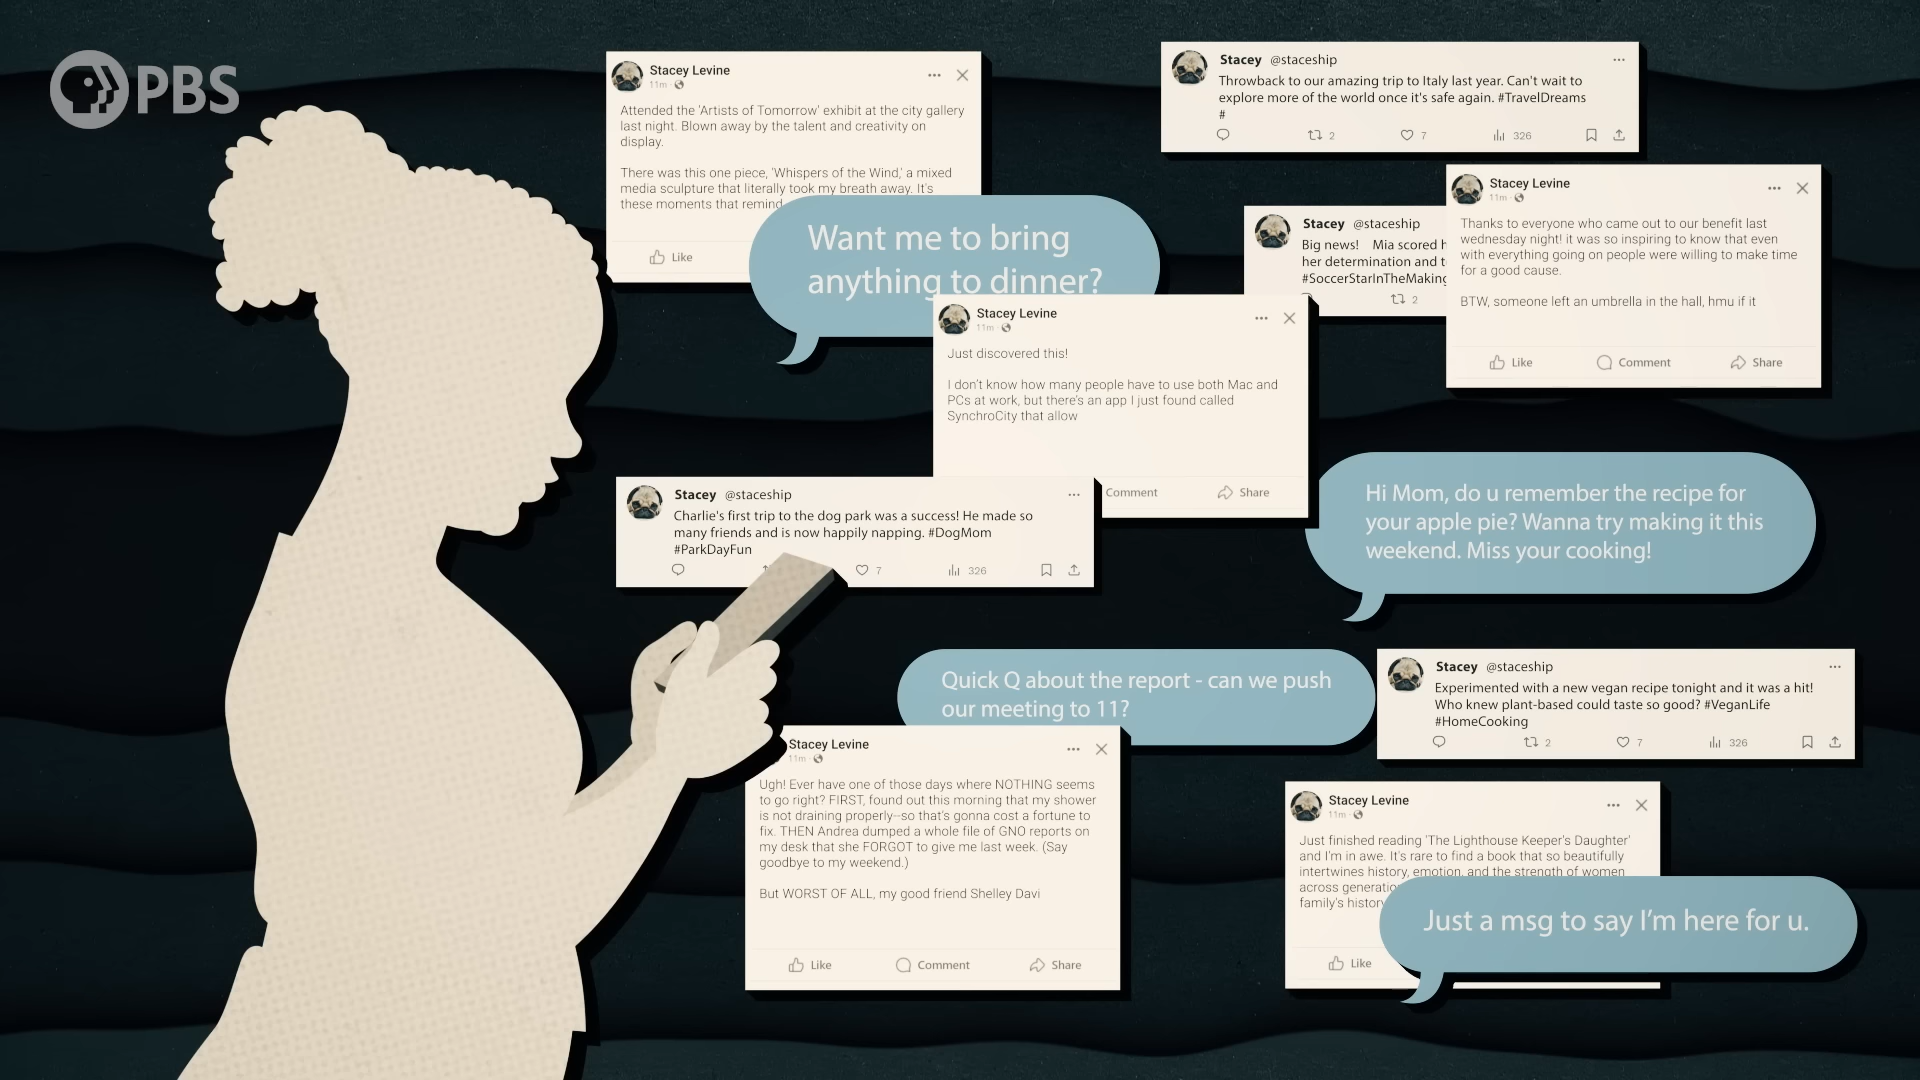 PBS
Stacey Levine
11m
Attended the 'Artists of Tomorrow' exhibit at the city gallery
last night. Blown away by the talent and creativity on
display.
There was this one piece, 'Whispers of the Wind,' a mixed
media sculpture that literally took my breath away. It's
these moments that remind
Like
Want me to bring
anything to dinner?
Stacey @staceship
Throwback to our amazing trip to Italy last year. Can't wait to
explore more of the world once it's safe again. #TravelDreams
#
2 7 326
Stacey @staceship
Big news! Mia scored
her determination and
#SoccerStarInTheMaking
2
Stacey Levine
11m
Thanks to everyone who came out to our benefit last
wednesday night! it was so inspiring to know that even
with everything going on people were willing to make time
for a good cause.
BTW, someone left an umbrella in the hall, hmu if it
Like Comment Share
Stacey Levine
11m
Just discovered this!
I don't know how many people have to use both Mac and
PCs at work, but there's an app I just found called
SynchroCity that allow
Comment Share
Stacey @staceship
Charlie's first trip to the dog park was a success! He made so
many friends and is now happily napping. #DogMom
#ParkDayFun
7 326
Hi Mom, do u remember the recipe for
your apple pie? Wanna try making it this
weekend. Miss your cooking!
Quick Q about the report - can we push
our meeting to 11?
Stacey @staceship
Experimented with a new vegan recipe tonight and it was a hit!
Who knew plant-based could taste so good? #VeganLife
#HomeCooking
2 7 326
Stacey Levine
11m
Ugh! Ever have one of those days where NOTHING seems
to go right? FIRST, found out this morning that my shower
is not draining properly--so that's gonna cost a fortune to
fix. THEN Andrea dumped a whole file of GNO reports on
my desk that she FORGOT to give me last week. (Say
goodbye to my weekend.)
But WORST OF ALL, my good friend Shelley Davi
Like Comment Share
Stacey Levine
11m
Just finished reading 'The Lighthouse Keeper's Daughter'
and I'm in awe. It's rare to find a book that so beautifully
intertwines history, emotion, and the strength of women
across
family's history
Like
Just a msg to say I'm here for u.